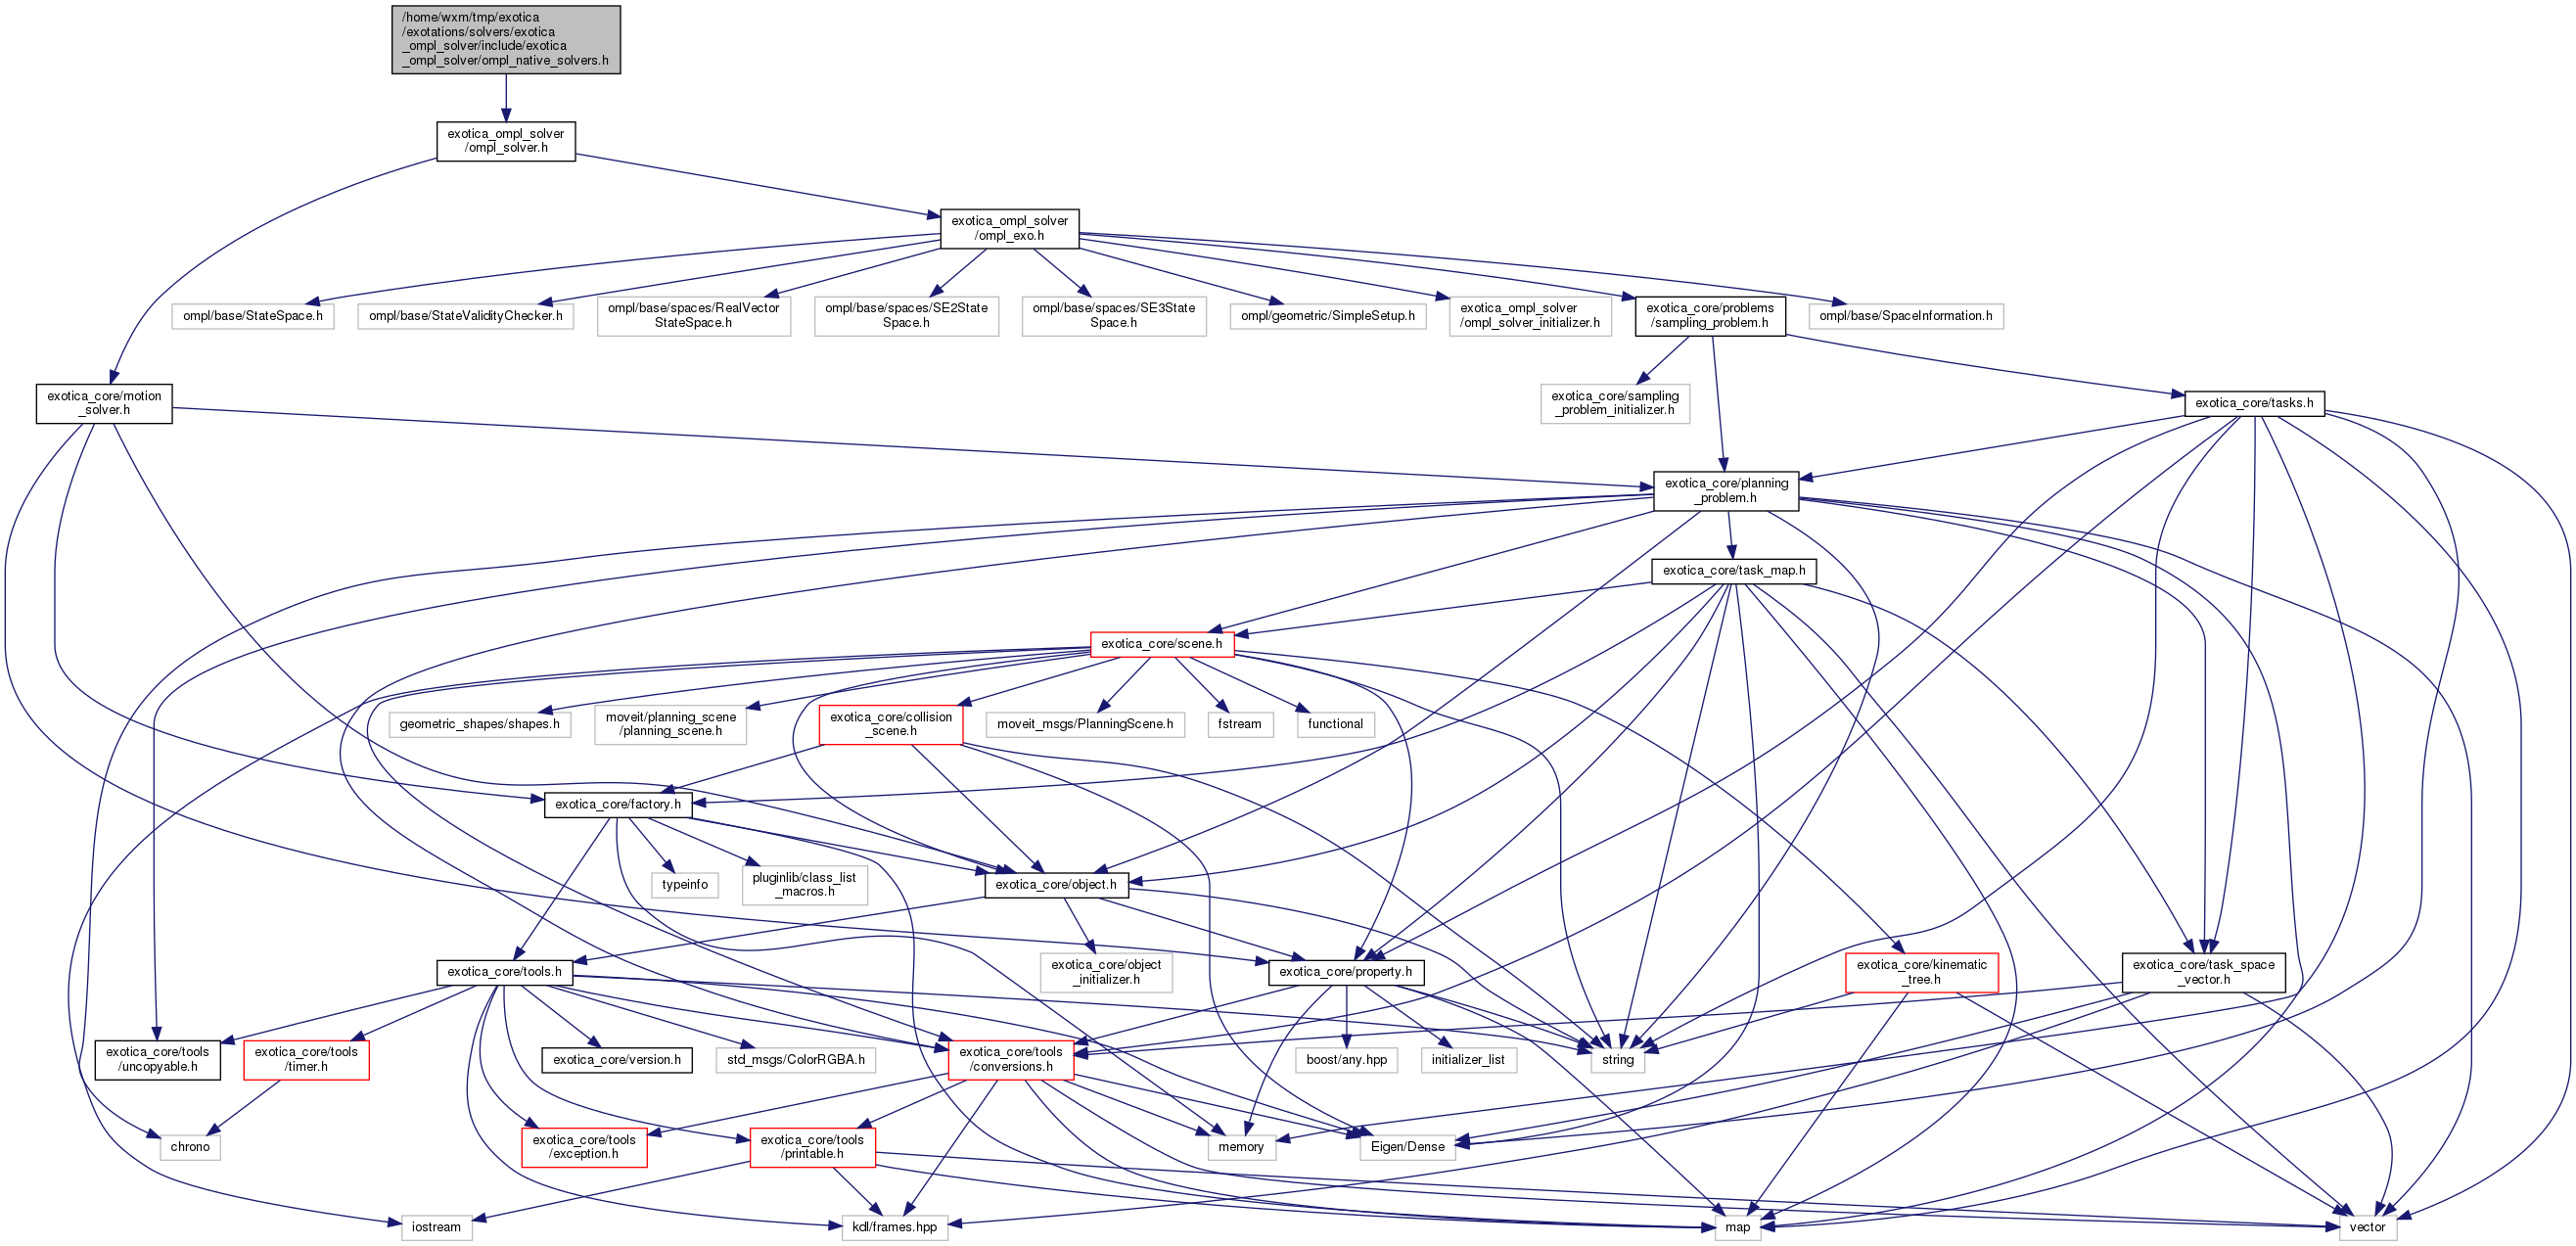 /home/wxm/tmp/exotica
/exotations/solvers/exotica
_ompl_solver/include/exotica
_ompl_solver/ompl_native_solvers.h
exotica_ompl_solver
/ompl_solver.h
exotica_ompl_solver
/ompl_exo.h
ompl/base/StateSpace.h
ompl/base/StateValidityChecker.h
ompl/base/spaces/RealVector
StateSpace.h
ompl/base/spaces/SE2State
Space.h
ompl/base/spaces/SE3State
Space.h
ompl/geometric/SimpleSetup.h
exotica_ompl_solver
/ompl_solver_initializer.h
exotica_core/problems
/sampling_problem.h
ompl/base/SpaceInformation.h
exotica_core/motion
_solver.h
exotica_core/sampling
_problem_initializer.h
exotica_core/tasks.h
exotica_core/planning
_problem.h
exotica_core/task_map.h
exotica_core/scene.h
geometric_shapes/shapes.h
moveit/planning_scene
/planning_scene.h
exotica_core/collision
_scene.h
moveit_msgs/PlanningScene.h
fstream
functional
exotica_core/factory.h
typeinfo
pluginlib/class_list
_macros.h
exotica_core/object.h
exotica_core/tools.h
exotica_core/object
_initializer.h
exotica_core/property.h
exotica_core/kinematic
_tree.h
exotica_core/task_space
_vector.h
exotica_core/tools
/uncopyable.h
exotica_core/tools
/timer.h
exotica_core/version.h
std_msgs/ColorRGBA.h
exotica_core/tools
/conversions.h
boost/any.hpp
initializer_list
string
chrono
exotica_core/tools
/exception.h
exotica_core/tools
/printable.h
memory
Eigen/Dense
iostream
kdl/frames.hpp
map
vector